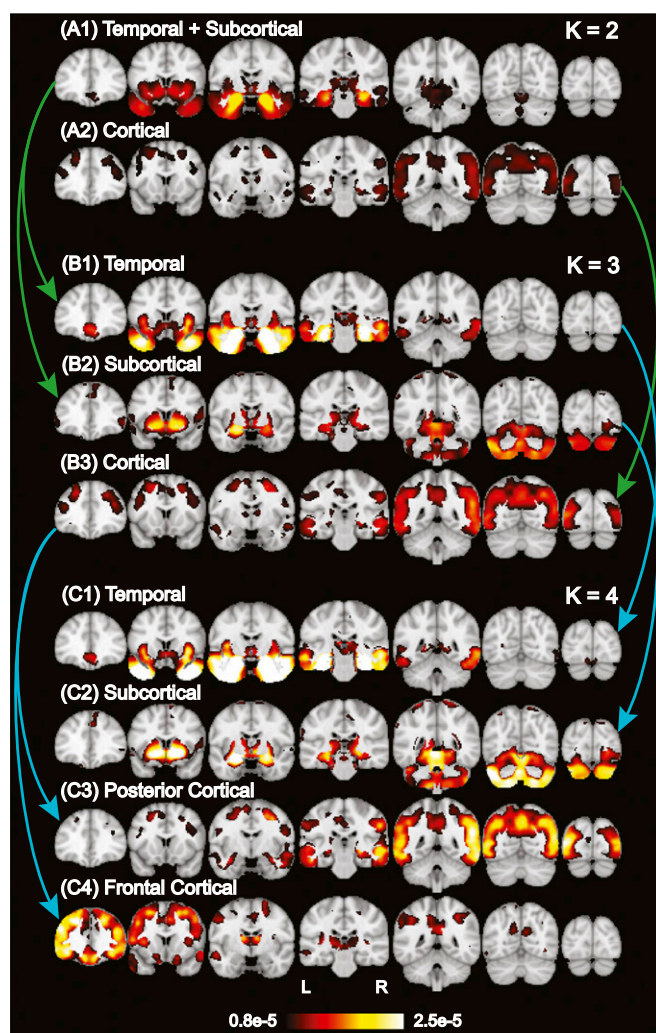 (A1) Temporal + Subcortical K = 2
(A2) Cortical
(B1) Temporal K = 3
(B2) Subcortical
(B3) Cortical
(C1) Temporal K = 4
(C2) Subcortical
(C3) Posterior Cortical
(C4) Frontal Cortical
L R
0.8e-5 2.5e-5